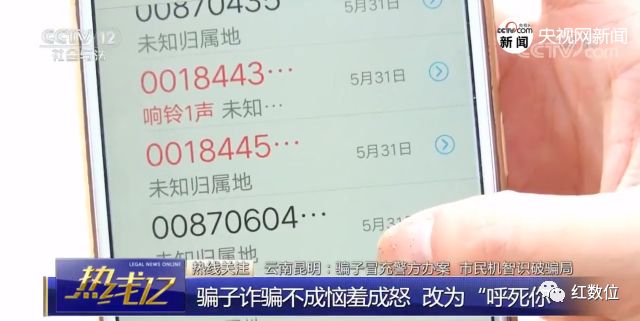 00870435
CCTV 12
社会与法
CCTV.com
新闻
央视网新闻
未知归属地
0018443…
5月31日
响铃1声 未知…
0018445…
5月31日
未知归属地
00870604…
5月31日
未知归属地
LEGAL NEWS ONLINE
热线12
热线关注
云南昆明:骗子冒充警方办案 市民机智识破骗局
骗子诈骗不成恼羞成怒 改为“呼死你”
红数位